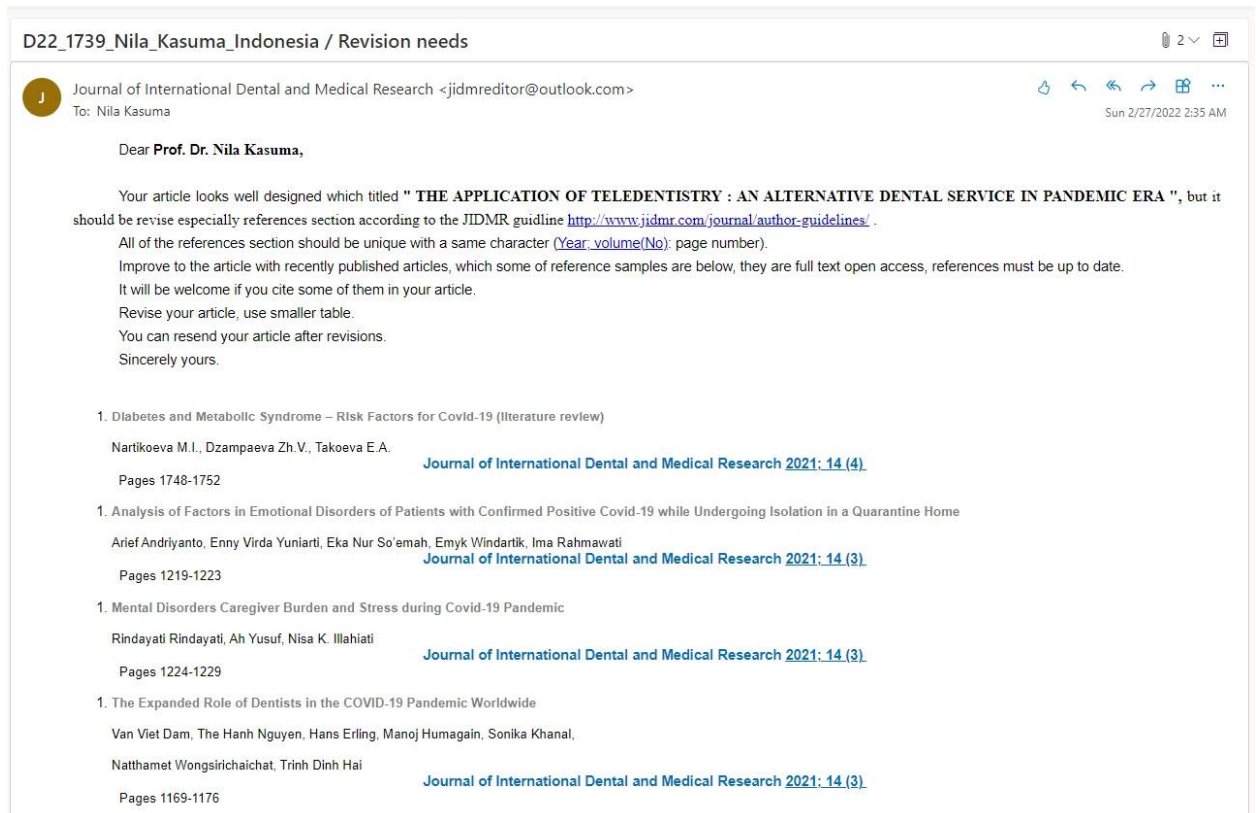 D22_1739_Nila_Kasuma_Indonesia / Revision needs
2
J
Journal of International Dental and Medical Research <jidmreditor@outlook.com>
To: Nila Kasuma
Sun 2/27/2022 2:35 AM
Dear Prof. Dr. Nila Kasuma,
Your article looks well designed which titled " THE APPLICATION OF TELEDENTISTRY : AN ALTERNATIVE DENTAL SERVICE IN PANDEMIC ERA ", but it
should be revise especially references section according to the JIDMR guidline http://www.jidmr.com/journal/author-guidelines/ .
All of the references section should be unique with a same character (Year; volume(No): page number).
Improve to the article with recently published articles, which some of reference samples are below, they are full text open access, references must be up to date.
It will be welcome if you cite some of them in your article.
Revise your article, use smaller table.
You can resend your article after revisions.
Sincerely yours.
1. Diabetes and Metabolic Syndrome – Risk Factors for Covid-19 (literature review)
Nartikoeva M.I., Dzampaeva Zh.V., Takoeva E.A.
Journal of International Dental and Medical Research 2021; 14 (4)
Pages 1748-1752
1. Analysis of Factors in Emotional Disorders of Patients with Confirmed Positive Covid-19 while Undergoing Isolation in a Quarantine Home
Arief Andriyanto, Enny Virda Yuniarti, Eka Nur So'emah, Emyk Windartik, Ima Rahmawati
Journal of International Dental and Medical Research 2021; 14 (3)
Pages 1219-1223
1. Mental Disorders Caregiver Burden and Stress during Covid-19 Pandemic
Rindayati Rindayati, Ah Yusuf, Nisa K. Illahiati
Journal of International Dental and Medical Research 2021; 14 (3)
Pages 1224-1229
1. The Expanded Role of Dentists in the COVID-19 Pandemic Worldwide
Van Viet Dam, The Hanh Nguyen, Hans Erling, Manoj Humagain, Sonika Khanal,
Natthamet Wongsirichaichat, Trinh Dinh Hai
Journal of International Dental and Medical Research 2021; 14 (3)
Pages 1169-1176